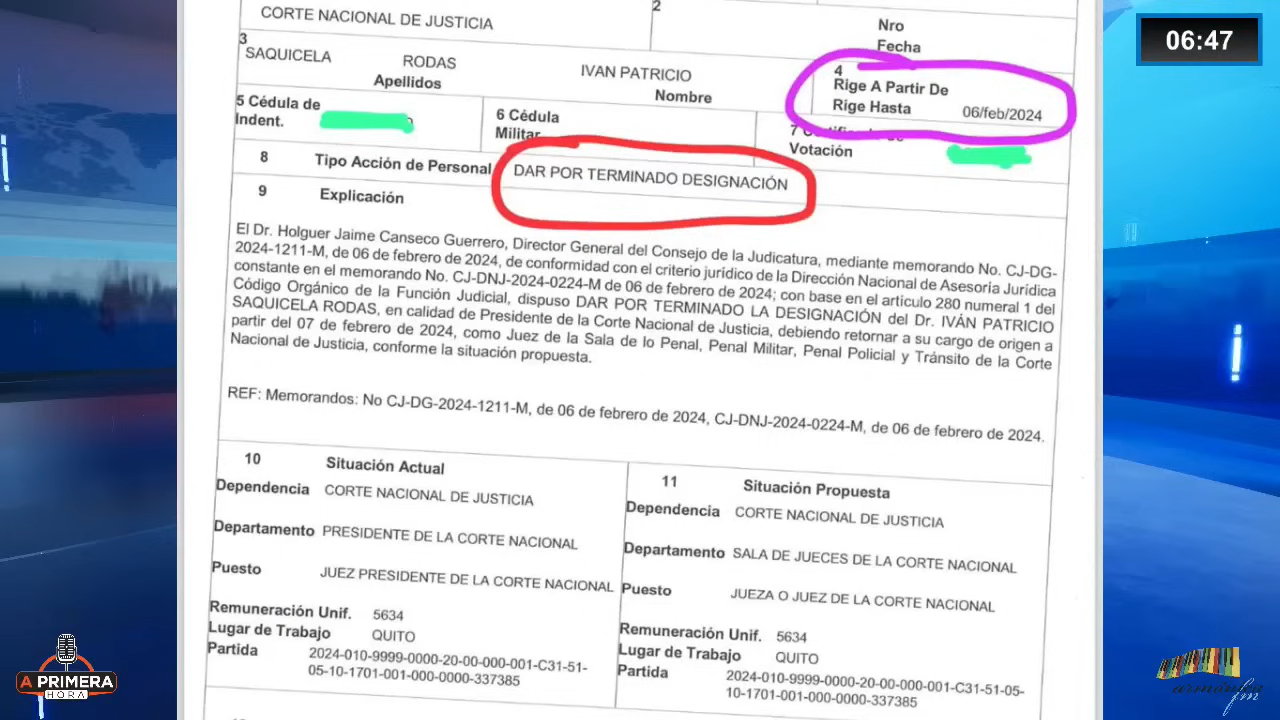 06:47
CORTE NACIONAL DE JUSTICIA
2
Nro
Fecha
3
SAQUICELA RODAS IVAN PATRICIO
Apellidos Nombre
4
Rige A Partir De
Rige Hasta 06/feb/2024
5 Cédula de
Indent.
6 Cédula
Militar
7 Certificado de
Votación
8 Tipo Acción de Personal DAR POR TERMINADO DESIGNACIÓN
9 Explicación
El Dr. Holguer Jaime Canseco Guerrero, Director General del Consejo de la Judicatura, mediante memorando No. CJ-DG-
2024-1211-M, de 06 de febrero de 2024, de conformidad con el criterio jurídico de la Dirección Nacional de Asesoria Jurídica
constante en el memorando No. CJ-DNJ-2024-0224-M de 06 de febrero de 2024; con base en el artículo 280 numeral 1 del
Código Orgánico de la Función Judicial, dispuso DAR POR TERMINADO LA DESIGNACIÓN del Dr. IVÁN PATRICIO
SAQUICELA RODAS, en calidad de Presidente de la Corte Nacional de Justicia, debiendo retornar a su cargo de origen a
partir del 07 de febrero de 2024, como Juez de la Sala de lo Penal, Penal Militar, Penal Policial y Tránsito de la Corte
Nacional de Justicia, conforme la situación propuesta.
REF: Memorandos: No CJ-DG-2024-1211-M, de 06 de febrero de 2024, CJ-DNJ-2024-0224-M, de 06 de febrero de 2024.
10 Situación Actual
Dependencia CORTE NACIONAL DE JUSTICIA
Departamento PRESIDENTE DE LA CORTE NACIONAL
Puesto JUEZ PRESIDENTE DE LA CORTE NACIONAL
Remuneración Unif. 5634
Lugar de Trabajo QUITO
Partida 2024-010-9999-0000-20-00-000-001-C31-51-
05-10-1701-001-000-0000-337385
11 Situación Propuesta
Dependencia CORTE NACIONAL DE JUSTICIA
Departamento SALA DE JUECES DE LA CORTE NACIONAL
Puesto JUEZA O JUEZ DE LA CORTE NACIONAL
Remuneración Unif. 5634
Lugar de Trabajo QUITO
Partida 2024-010-9999-0000-20-00-000-001-C31-51-05-
10-1701-001-000-0000-337385
A PRIMERA
HORA
fm